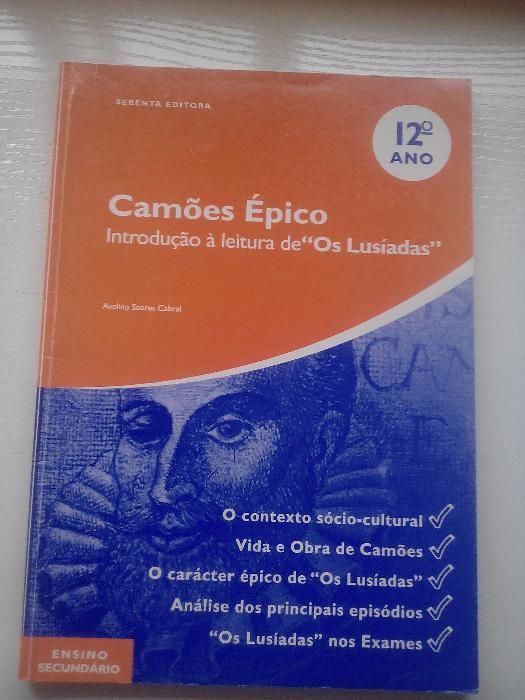 SEBENTA EDITORA
12º
ANO
Camões Épico
Introdução à leitura de "Os Lusíadas"
Avelino Soares Cabral
CAM
O contexto sócio-cultural
Vida e Obra de Camões
O carácter épico de "Os Lusíadas"
Análise dos principais episódios
"Os Lusíadas" nos Exames
ENSINO
SECUNDÁRIO